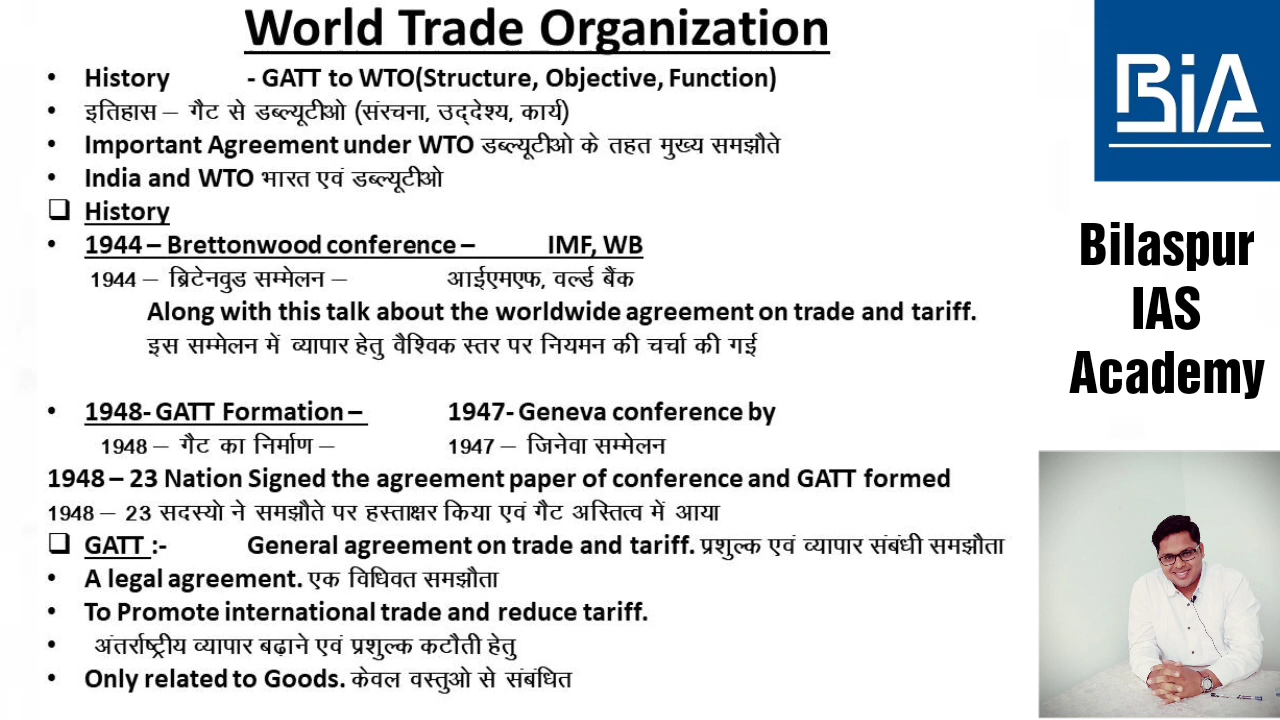 World Trade Organization
• History - GATT to WTO(Structure, Objective, Function)
• इतिहास – गैट से डब्ल्यूटीओ (संरचना, उद्देश्य, कार्य)
• Important Agreement under WTO डब्ल्यूटीओ के तहत मुख्य समझौते
• India and WTO भारत एवं डब्ल्यूटीओ
❑ History
• 1944 – Brettonwood conference – IMF, WB
1944 – ब्रिटेनवुड सम्मेलन – आईएमएफ, वर्ल्ड बैंक
Along with this talk about the worldwide agreement on trade and tariff.
इस सम्मेलन में व्यापार हेतु वैश्विक स्तर पर नियमन की चर्चा की गई
• 1948- GATT Formation – 1947- Geneva conference by
1948 – गैट का निर्माण – 1947 – जिनेवा सम्मेलन
1948 – 23 Nation Signed the agreement paper of conference and GATT formed
1948 – 23 सदस्यो ने समझौते पर हस्ताक्षर किया एवं गैट अस्तित्व में आया
❑ GATT :- General agreement on trade and tariff. प्रशुल्क एवं व्यापार संबंधी समझौता
• A legal agreement. एक विधिवत समझौता
• To Promote international trade and reduce tariff.
• अंतर्राष्ट्रीय व्यापार बढ़ाने एवं प्रशुल्क कटौती हेतु
• Only related to Goods. केवल वस्तुओ से संबंधित
BiA
Bilaspur
IAS
Academy